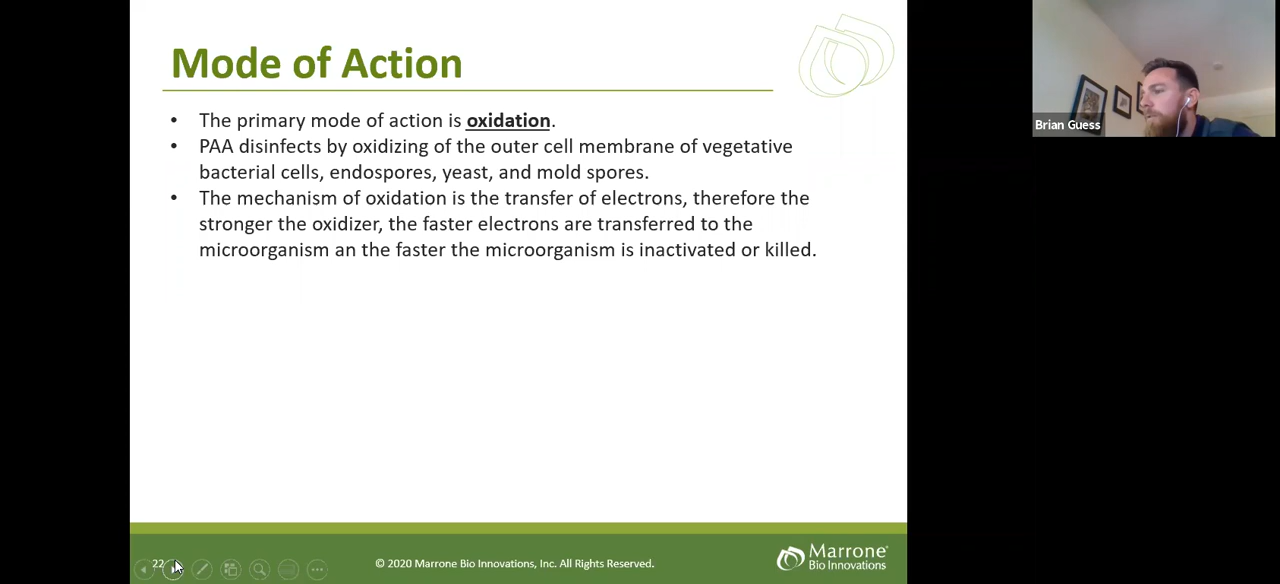 Mode of Action
• The primary mode of action is oxidation.
• PAA disinfects by oxidizing of the outer cell membrane of vegetative
bacterial cells, endospores, yeast, and mold spores.
• The mechanism of oxidation is the transfer of electrons, therefore the
stronger the oxidizer, the faster electrons are transferred to the
microorganism an the faster the microorganism is inactivated or killed.
Brian Guess
22
© 2020 Marrone Bio Innovations, Inc. All Rights Reserved.
Marrone®
Bio Innovations